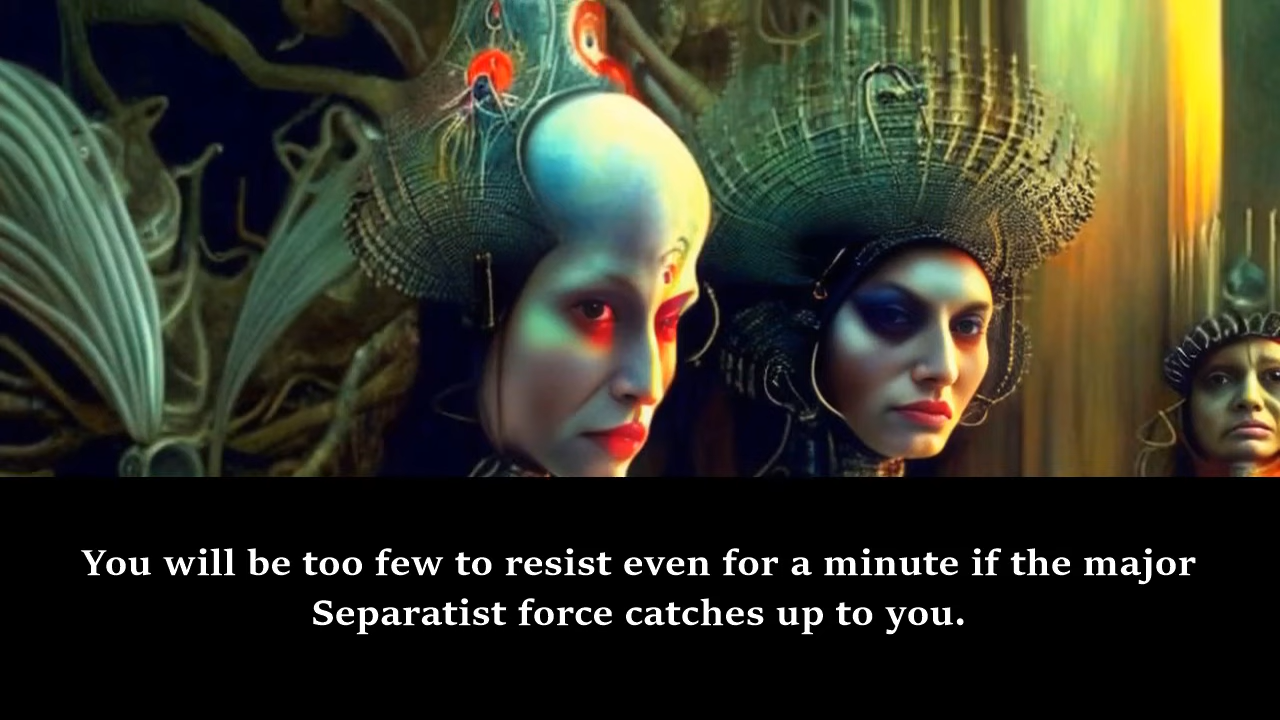 You will be too few to resist even for a minute if the major
Separatist force catches up to you.